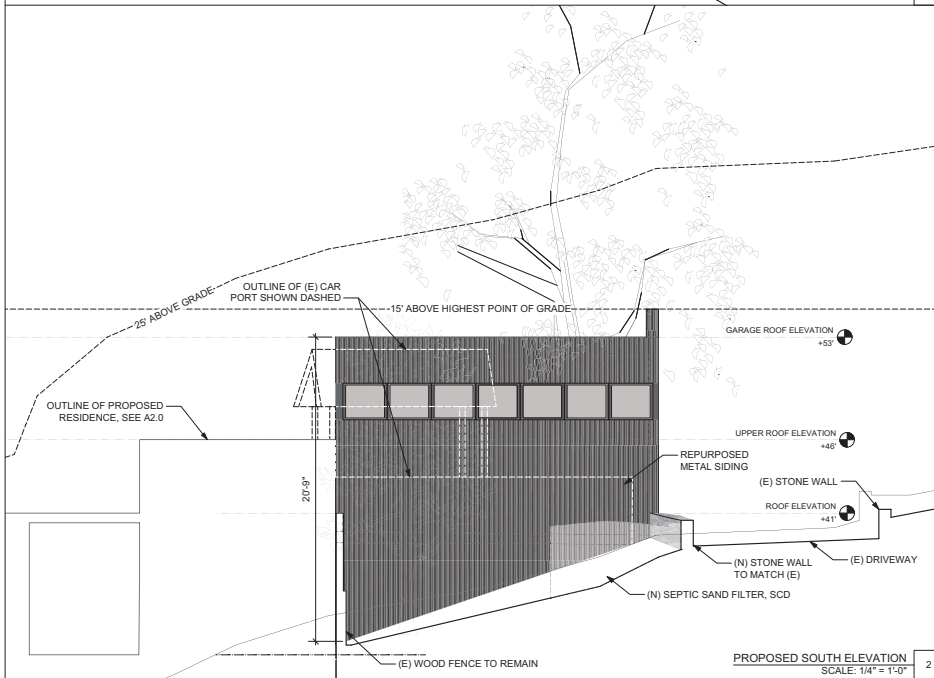 25' ABOVE GRADE
OUTLINE OF (E) CAR
PORT SHOWN DASHED
15' ABOVE HIGHEST POINT OF GRADE
GARAGE ROOF ELEVATION
+53'
OUTLINE OF PROPOSED
RESIDENCE, SEE A2.0
UPPER ROOF ELEVATION
+46'
REPURPOSED
METAL SIDING
(E) STONE WALL
20'-9"
ROOF ELEVATION
+41'
(N) STONE WALL
TO MATCH (E)
(E) DRIVEWAY
(N) SEPTIC SAND FILTER, SCD
(E) WOOD FENCE TO REMAIN
PROPOSED SOUTH ELEVATION
SCALE: 1/4" = 1'-0"
2